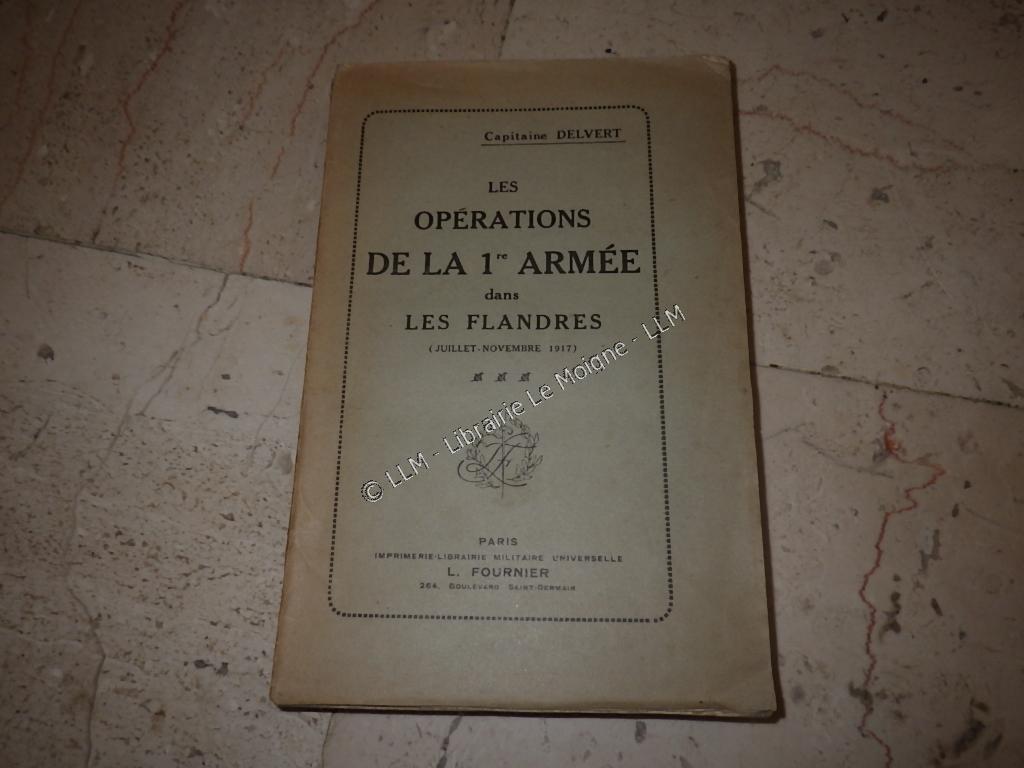 Capitaine DELVERT
LES
OPÉRATIONS
DE LA 1re ARMÉE
dans
LES FLANDRES
(JUILLET-NOVEMBRE 1917)
© LLM - Librairie Le Moigne - LLM
PARIS
IMPRIMERIE-LIBRAIRIE MILITAIRE UNIVERSELLE
L. FOURNIER
264, BOULEVARD SAINT-GERMAIN